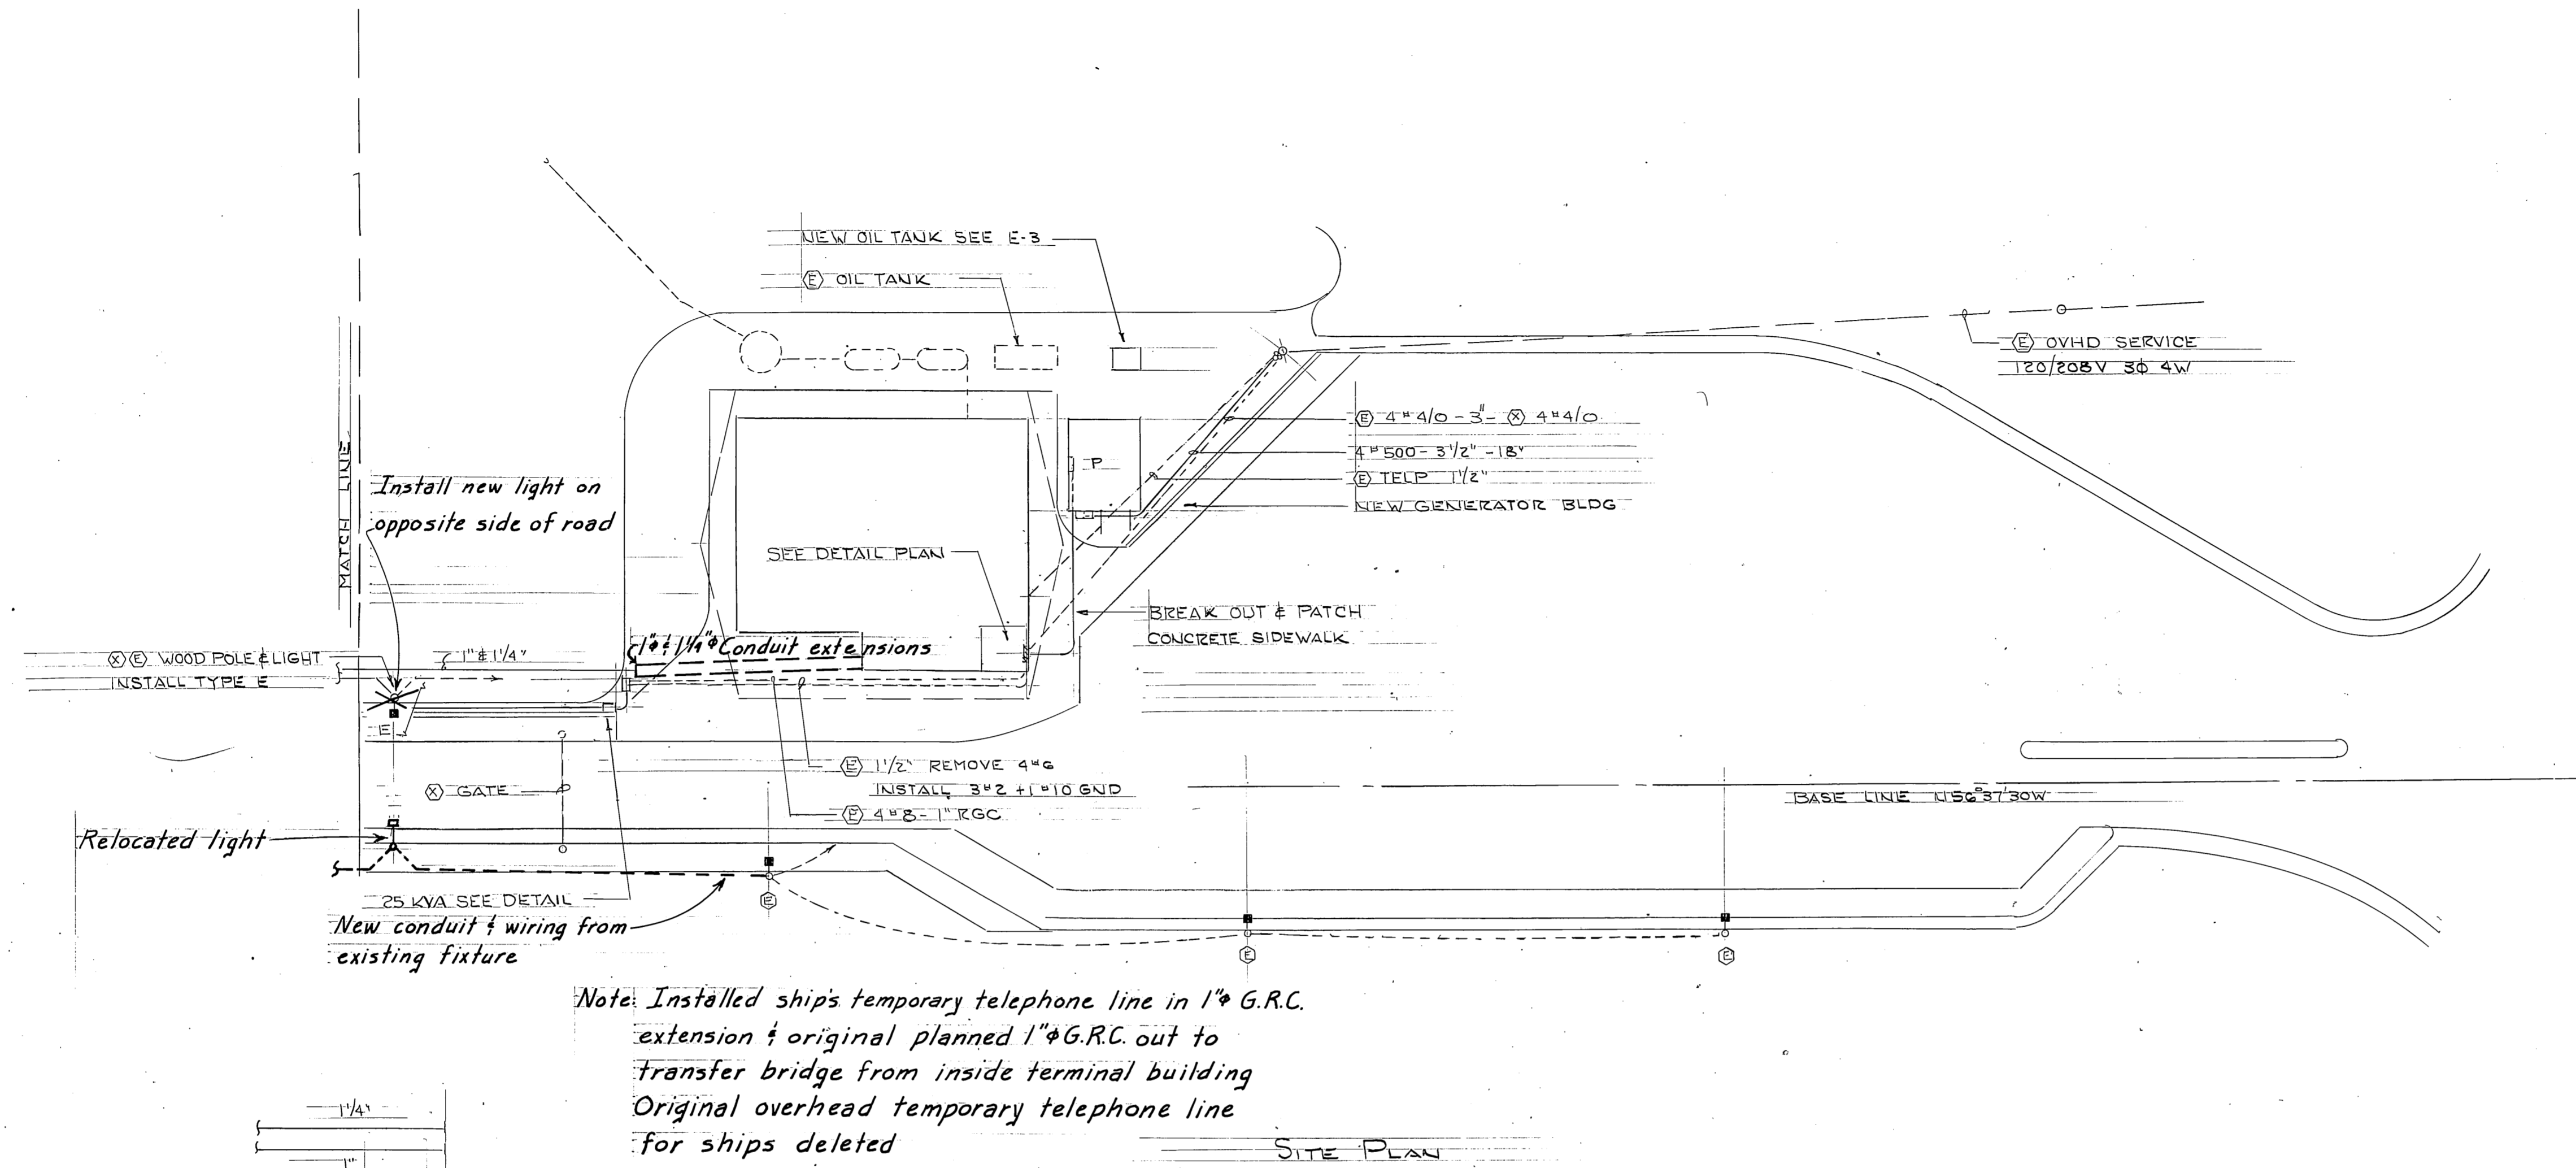 NEW OIL TANK SEE E-3
E OIL TANK
E OVHD SERVICE
120/208V 3ϕ 4W
E 4#4/0 - 3" - X 4#4/0
4#500 - 3 1/2" - 18"
E TELP 1 1/2"
NEW GENERATOR BLDG
P
MATCH LINE
Install new light on
opposite side of road
SEE DETAIL PLAN
BREAK OUT & PATCH
CONCRETE SIDEWALK
1"ϕ & 1 1/4"ϕ Conduit extensions
X E WOOD POLE & LIGHT
INSTALL TYPE E
1" & 1 1/4"
E
E 1 1/2" REMOVE 4#6
INSTALL 3#2 + 1#10 GND
E 4#8 - 1" RGC
X GATE
BASE LINE N56°37'30W
Relocated light
25 KVA SEE DETAIL
E
New conduit & wiring from
existing fixture
E
E
Note: Installed ship's temporary telephone line in 1"ϕ G.R.C.
extension & original planned 1"ϕ G.R.C. out to
transfer bridge from inside terminal building
Original overhead temporary telephone line
for ships deleted
1 1/4"
1"
SITE PLAN